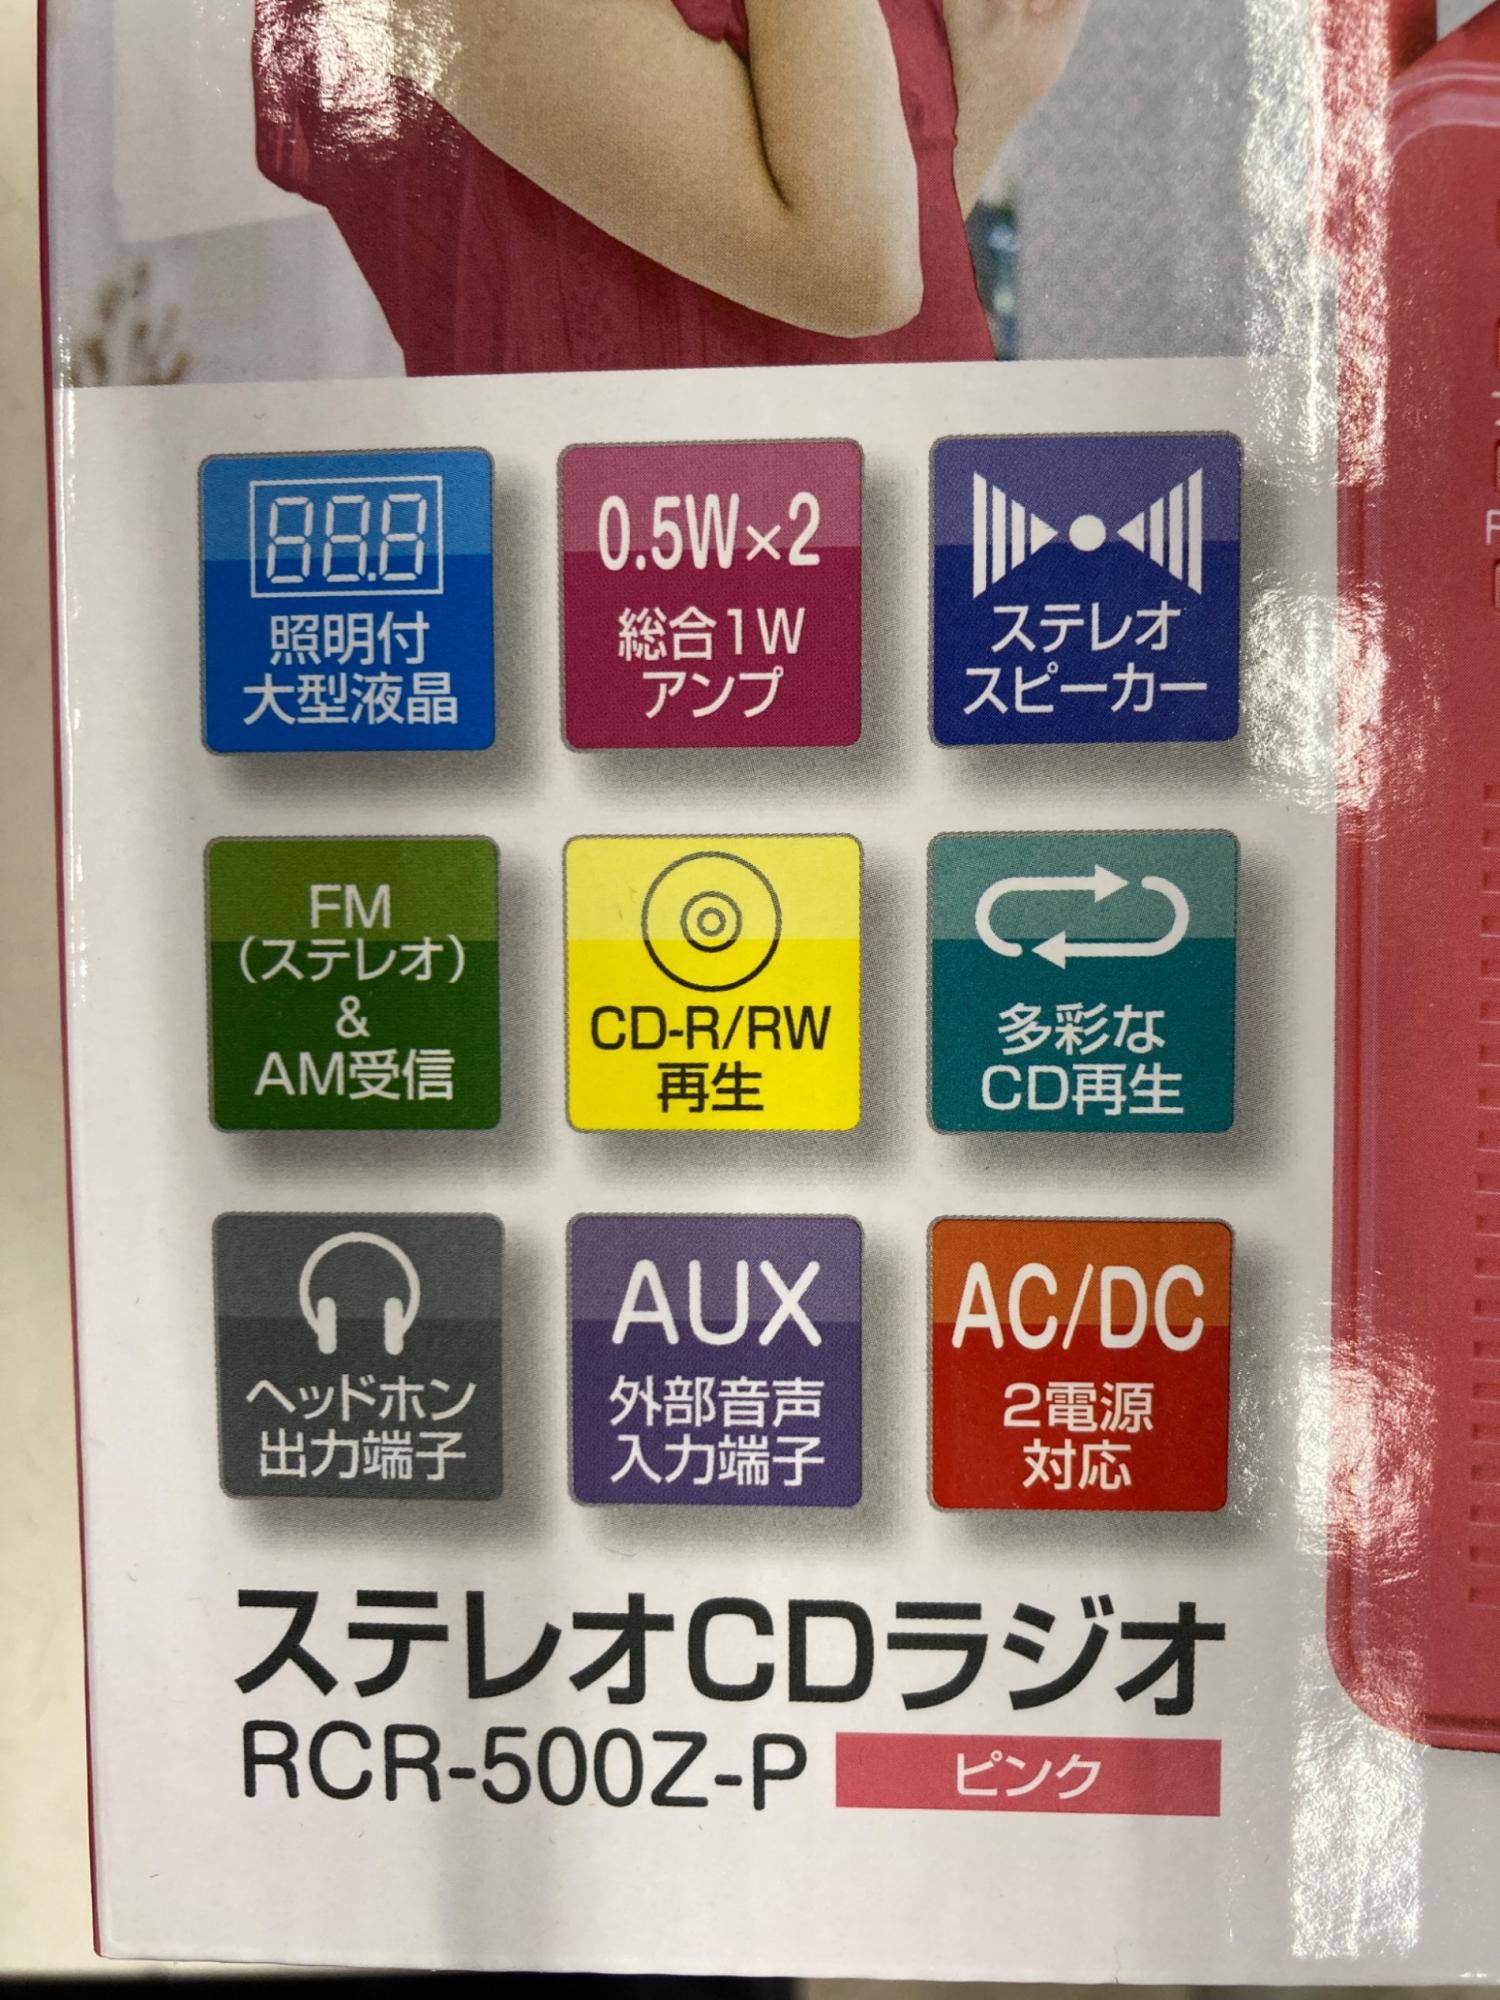 88.8
照明付
大型液晶
0.5W×2
総合1W
アンプ
ステレオ
スピーカー
FM
(ステレオ)
&
AM受信
CD-R/RW
再生
多彩な
CD再生
ヘッドホン
出力端子
AUX
外部音声
入力端子
AC/DC
2電源
対応
ステレオCDラジオ
RCR-500Z-P ピンク